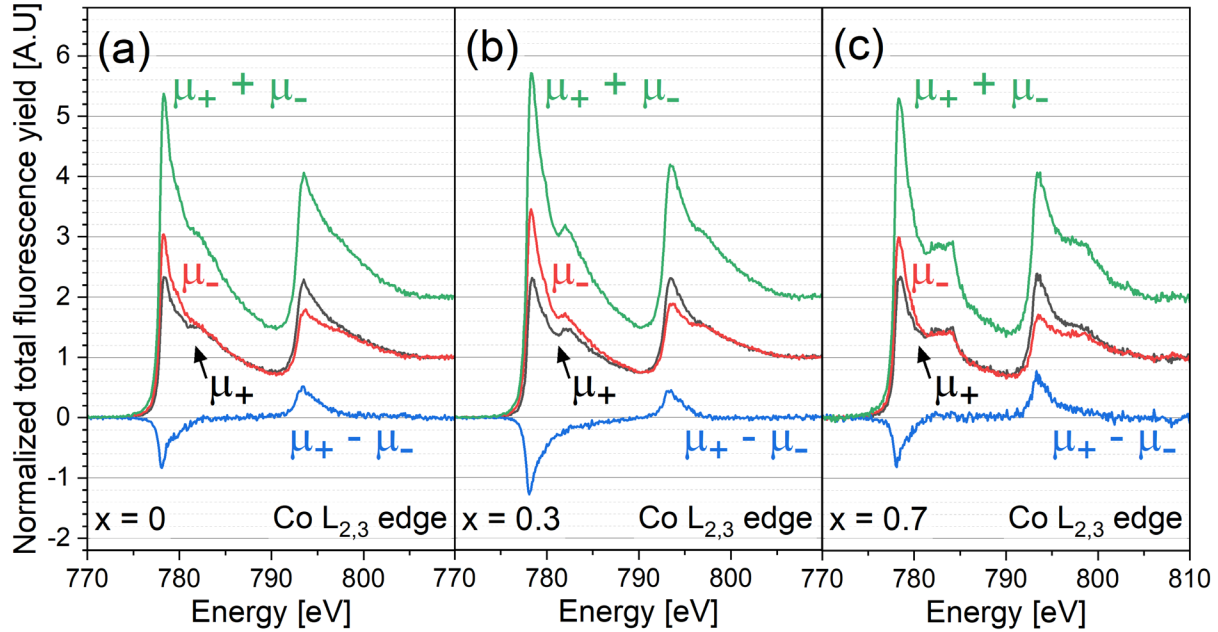 Normalized total fluorescence yield [A.U]
6
5
4
3
2
1
0
-1
-2
(a)
μ₊ + μ₋
μ₋
μ₊
μ₊ - μ₋
x = 0
Co L₂,₃ edge
770
780
790
800
Energy [eV]
(b)
μ₊ + μ₋
μ₋
μ₊
μ₊ - μ₋
x = 0.3
Co L₂,₃ edge
770
780
790
800
Energy [eV]
(c)
μ₊ + μ₋
μ₋
μ₊
μ₊ - μ₋
x = 0.7
Co L₂,₃ edge
770
780
790
800
810
Energy [eV]